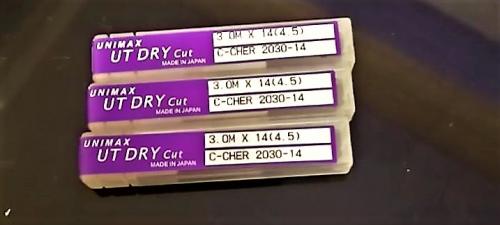 UNIMAX
UT DRY Cut
MADE IN JAPAN
3.0M X 14(4.5)
C-CHER 2030-14
UNIMAX
UT DRY Cut
MADE IN JAPAN
3.0M X 14(4.5)
C-CHER 2030-14
UNIMAX
UT DRY Cut
MADE IN JAPAN
3.0M X 14(4.5)
C-CHER 2030-14